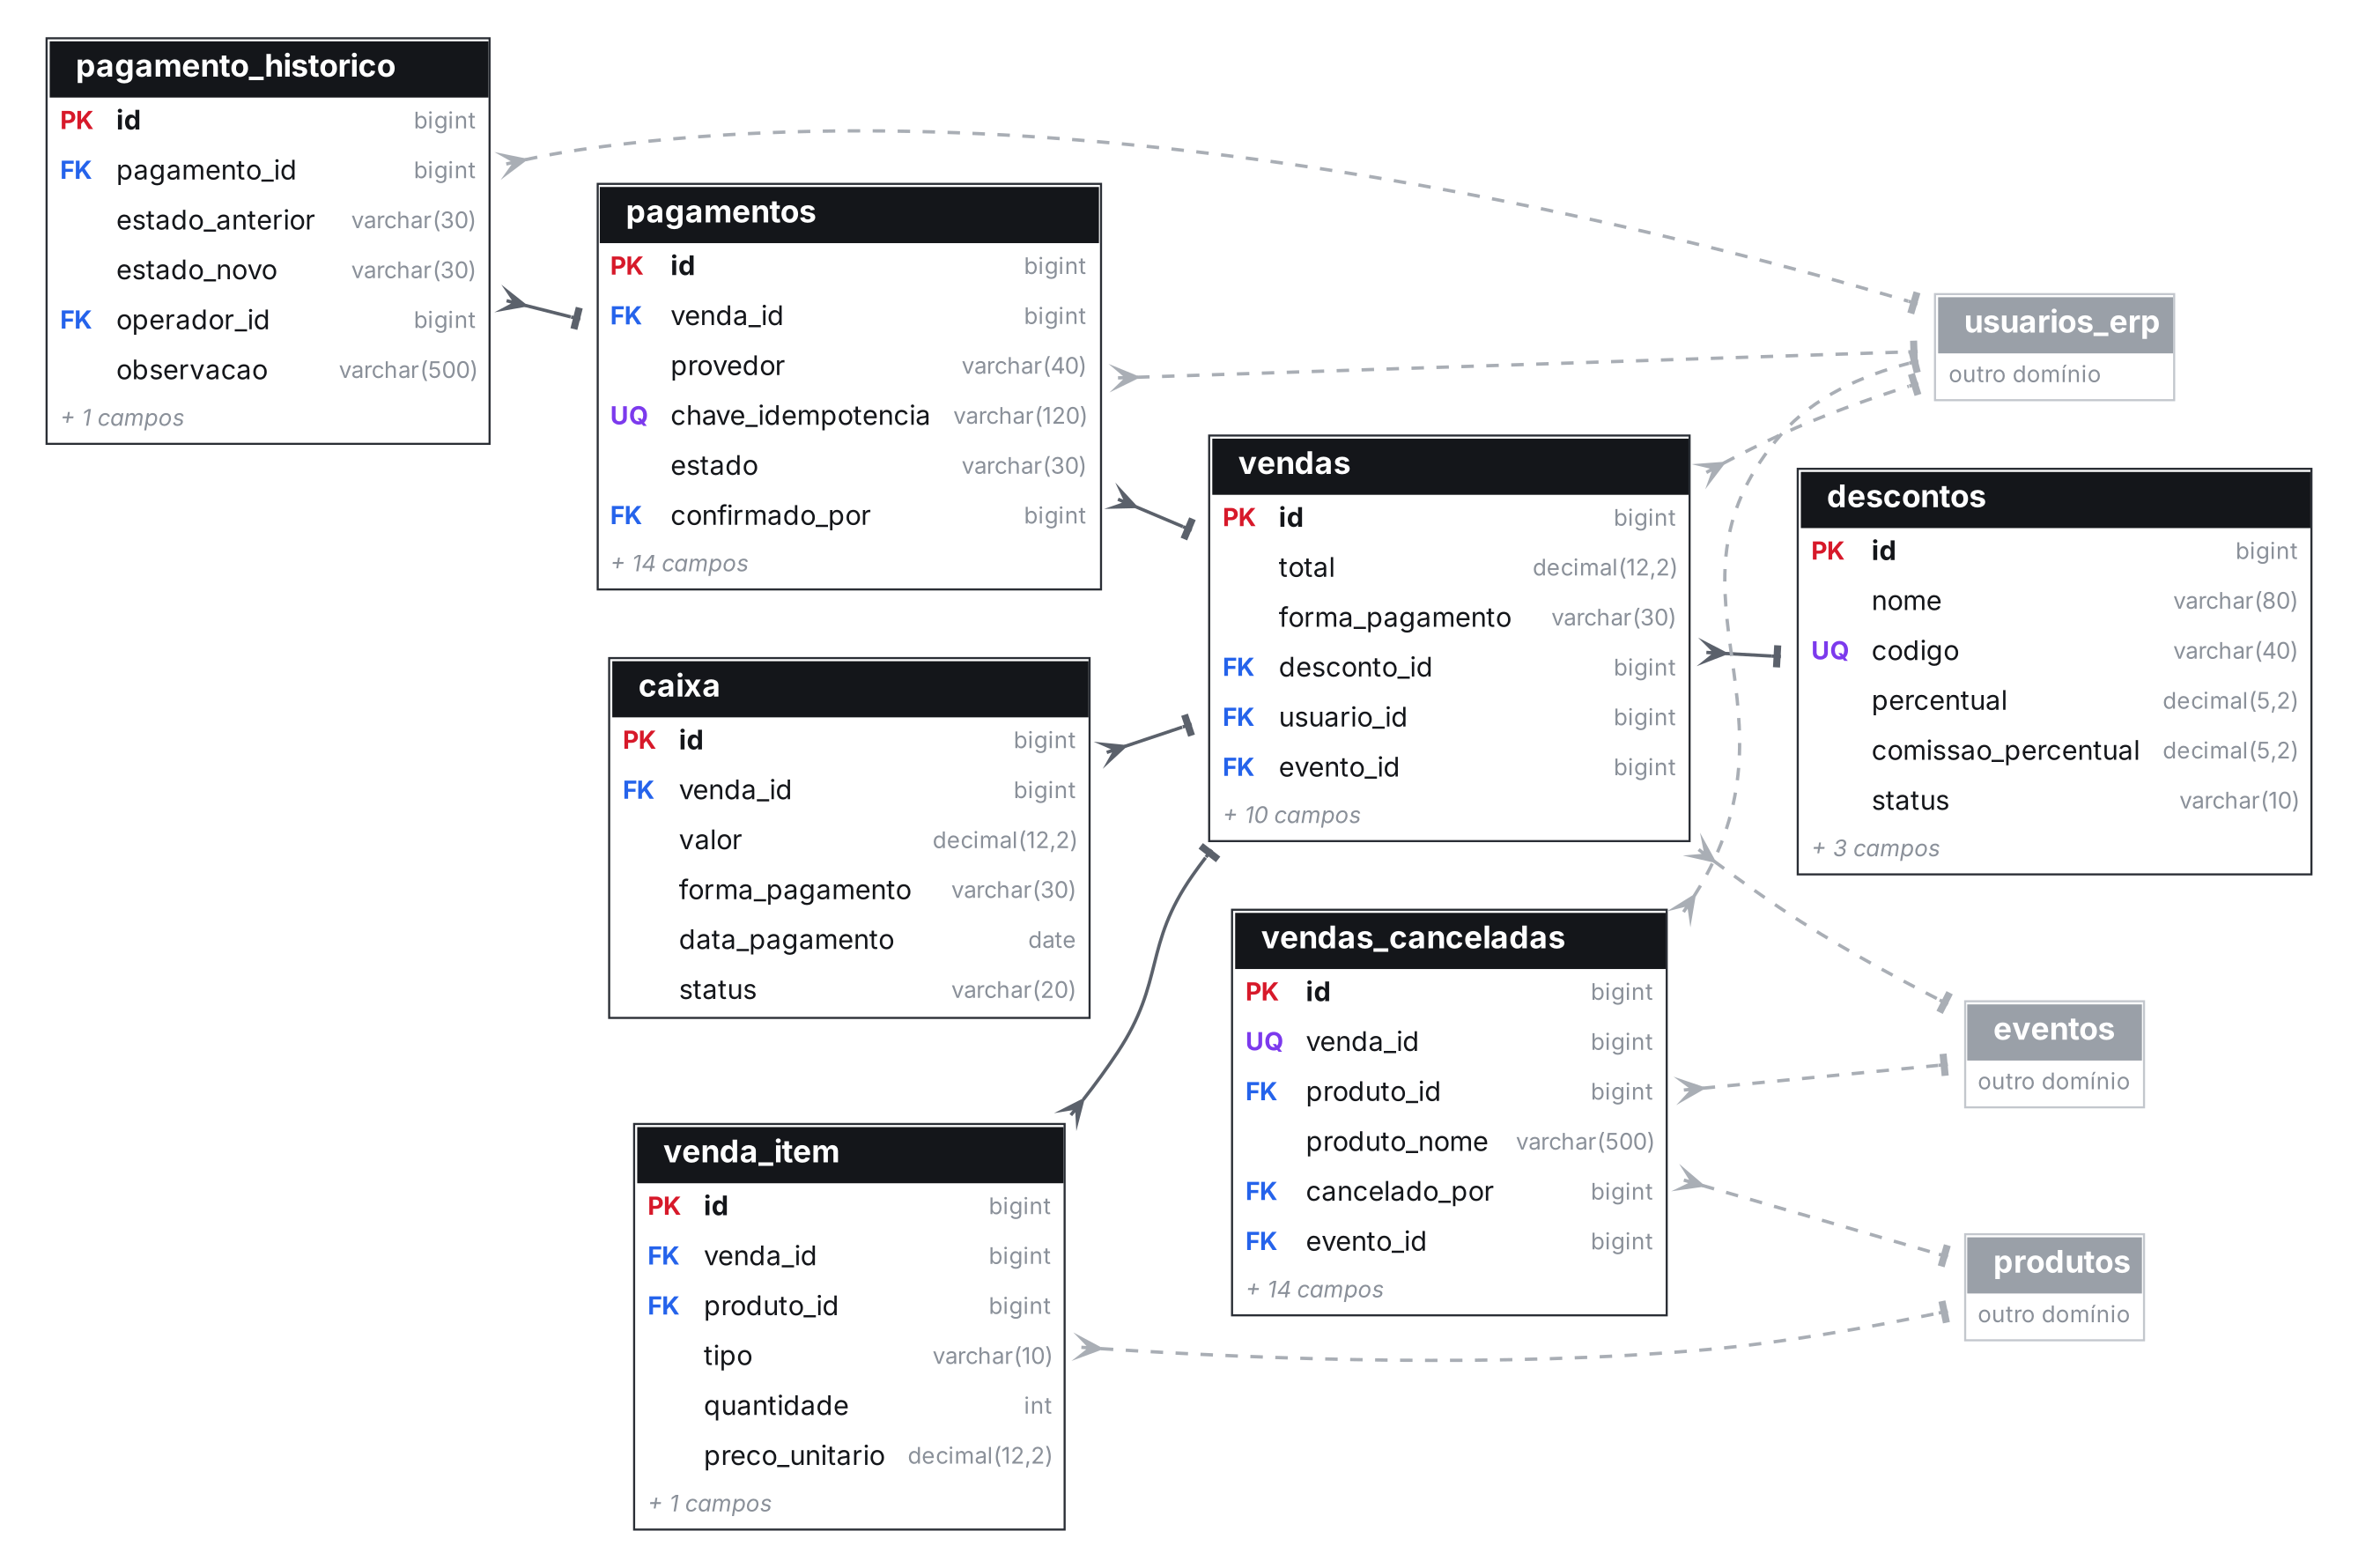 pagamento_historico
PK id bigint
FK pagamento_id bigint
estado_anterior varchar(30)
estado_novo varchar(30)
FK operador_id bigint
observacao varchar(500)
+ 1 campos
pagamentos
PK id bigint
FK venda_id bigint
provedor varchar(40)
UQ chave_idempotencia varchar(120)
estado varchar(30)
FK confirmado_por bigint
+ 14 campos
usuarios_erp
outro domínio
vendas
PK id bigint
total decimal(12,2)
forma_pagamento varchar(30)
FK desconto_id bigint
FK usuario_id bigint
FK evento_id bigint
+ 10 campos
descontos
PK id bigint
nome varchar(80)
UQ codigo varchar(40)
percentual decimal(5,2)
comissao_percentual decimal(5,2)
status varchar(10)
+ 3 campos
caixa
PK id bigint
FK venda_id bigint
valor decimal(12,2)
forma_pagamento varchar(30)
data_pagamento date
status varchar(20)
vendas_canceladas
PK id bigint
UQ venda_id bigint
FK produto_id bigint
produto_nome varchar(500)
FK cancelado_por bigint
FK evento_id bigint
+ 14 campos
eventos
outro domínio
produtos
outro domínio
venda_item
PK id bigint
FK venda_id bigint
FK produto_id bigint
tipo varchar(10)
quantidade int
preco_unitario decimal(12,2)
+ 1 campos